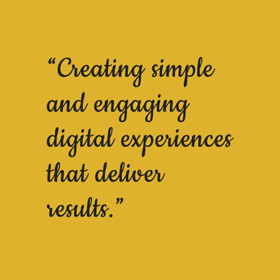 “Creating simple
and engaging
digital experiences
that deliver
results.”